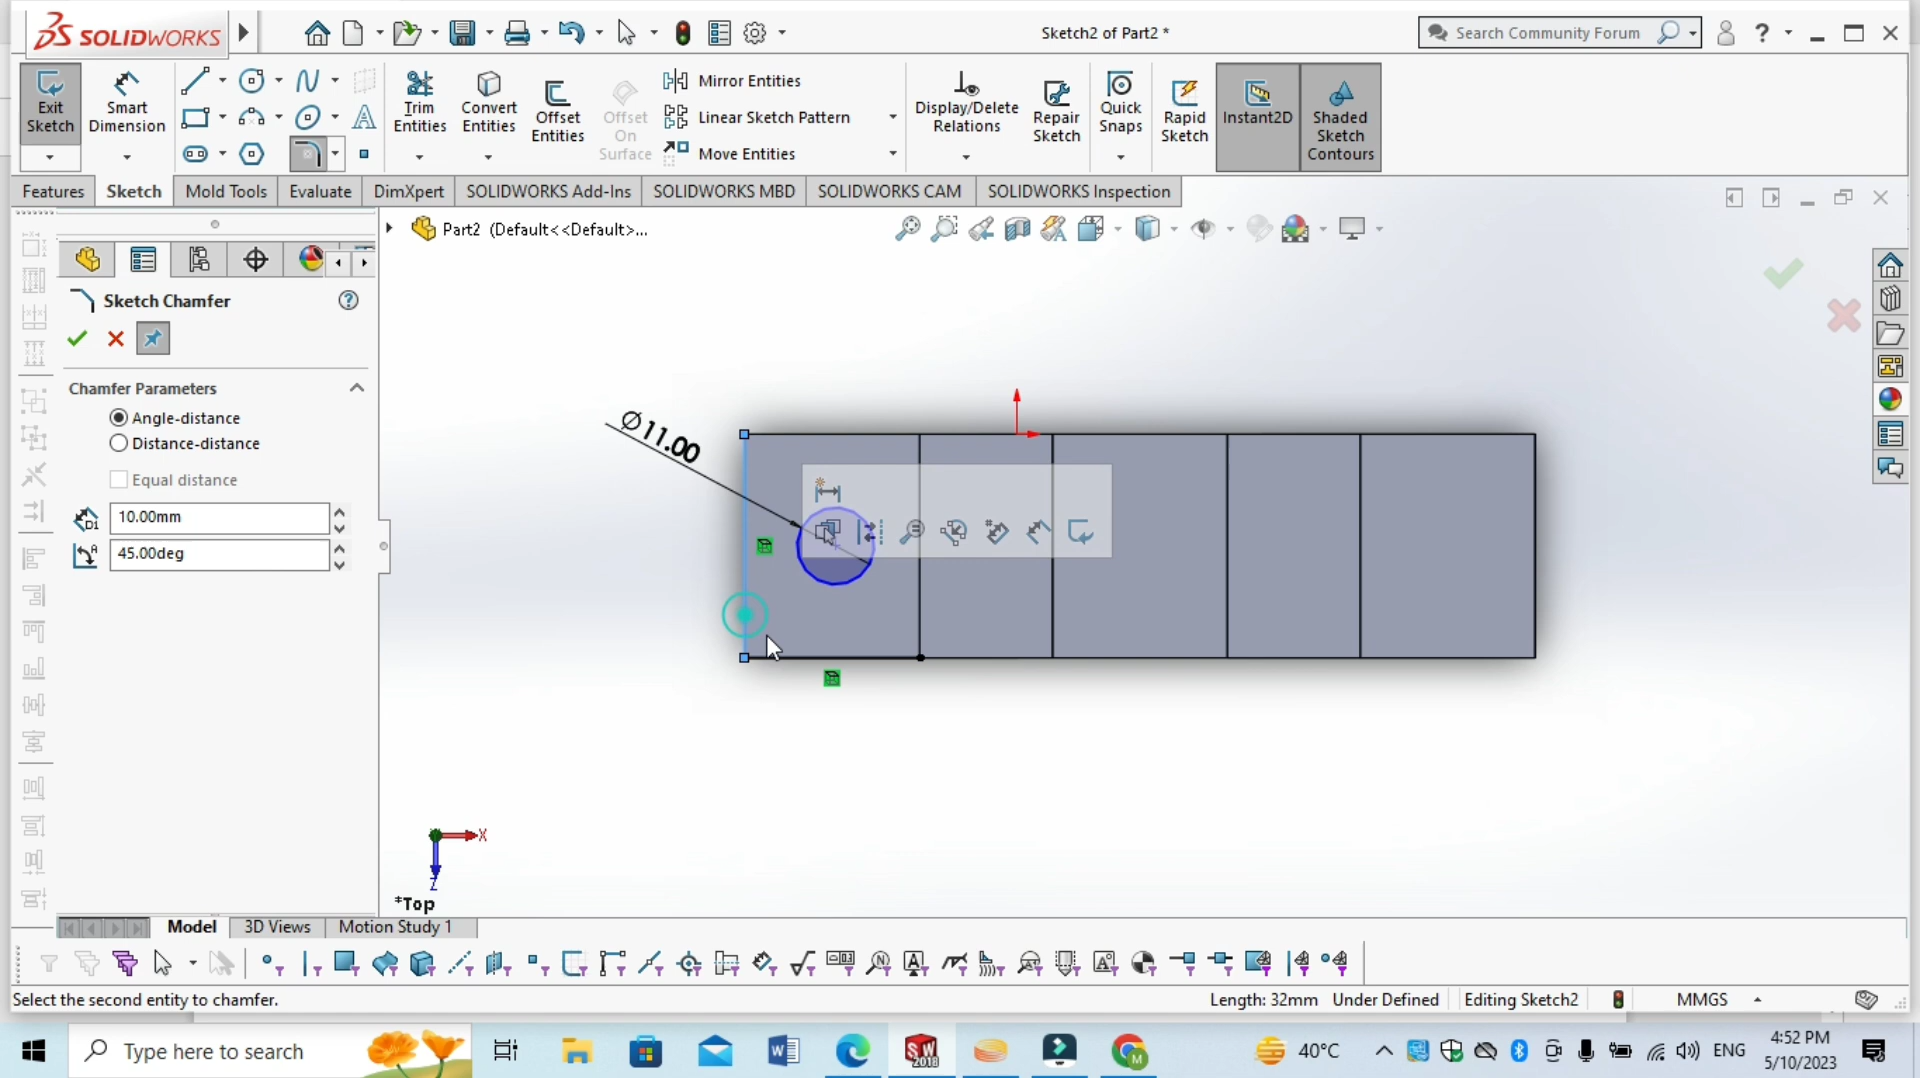 SOLIDWORKS
Sketch2 of Part2 *
Search Community Forum
?
Exit Sketch
Smart Dimension
Trim Entities
Convert Entities
Offset Entities
Offset On Surface
Mirror Entities
Linear Sketch Pattern
Move Entities
Display/Delete Relations
Repair Sketch
Quick Snaps
Rapid Sketch
Instant2D
Shaded Sketch Contours
Features
Sketch
Mold Tools
Evaluate
DimXpert
SOLIDWORKS Add-Ins
SOLIDWORKS MBD
SOLIDWORKS CAM
SOLIDWORKS Inspection
Part2 (Default<<Default>...
Sketch Chamfer
?
Chamfer Parameters
Angle-distance
Distance-distance
Equal distance
D1
10.00mm
A
45.00deg
Ø11.00
X
Z
*Top
Model
3D Views
Motion Study 1
Select the second entity to chamfer.
Length: 32mm
Under Defined
Editing Sketch2
MMGS
Type here to search
SW
2018
M
40°C
ENG
4:52 PM
5/10/2023